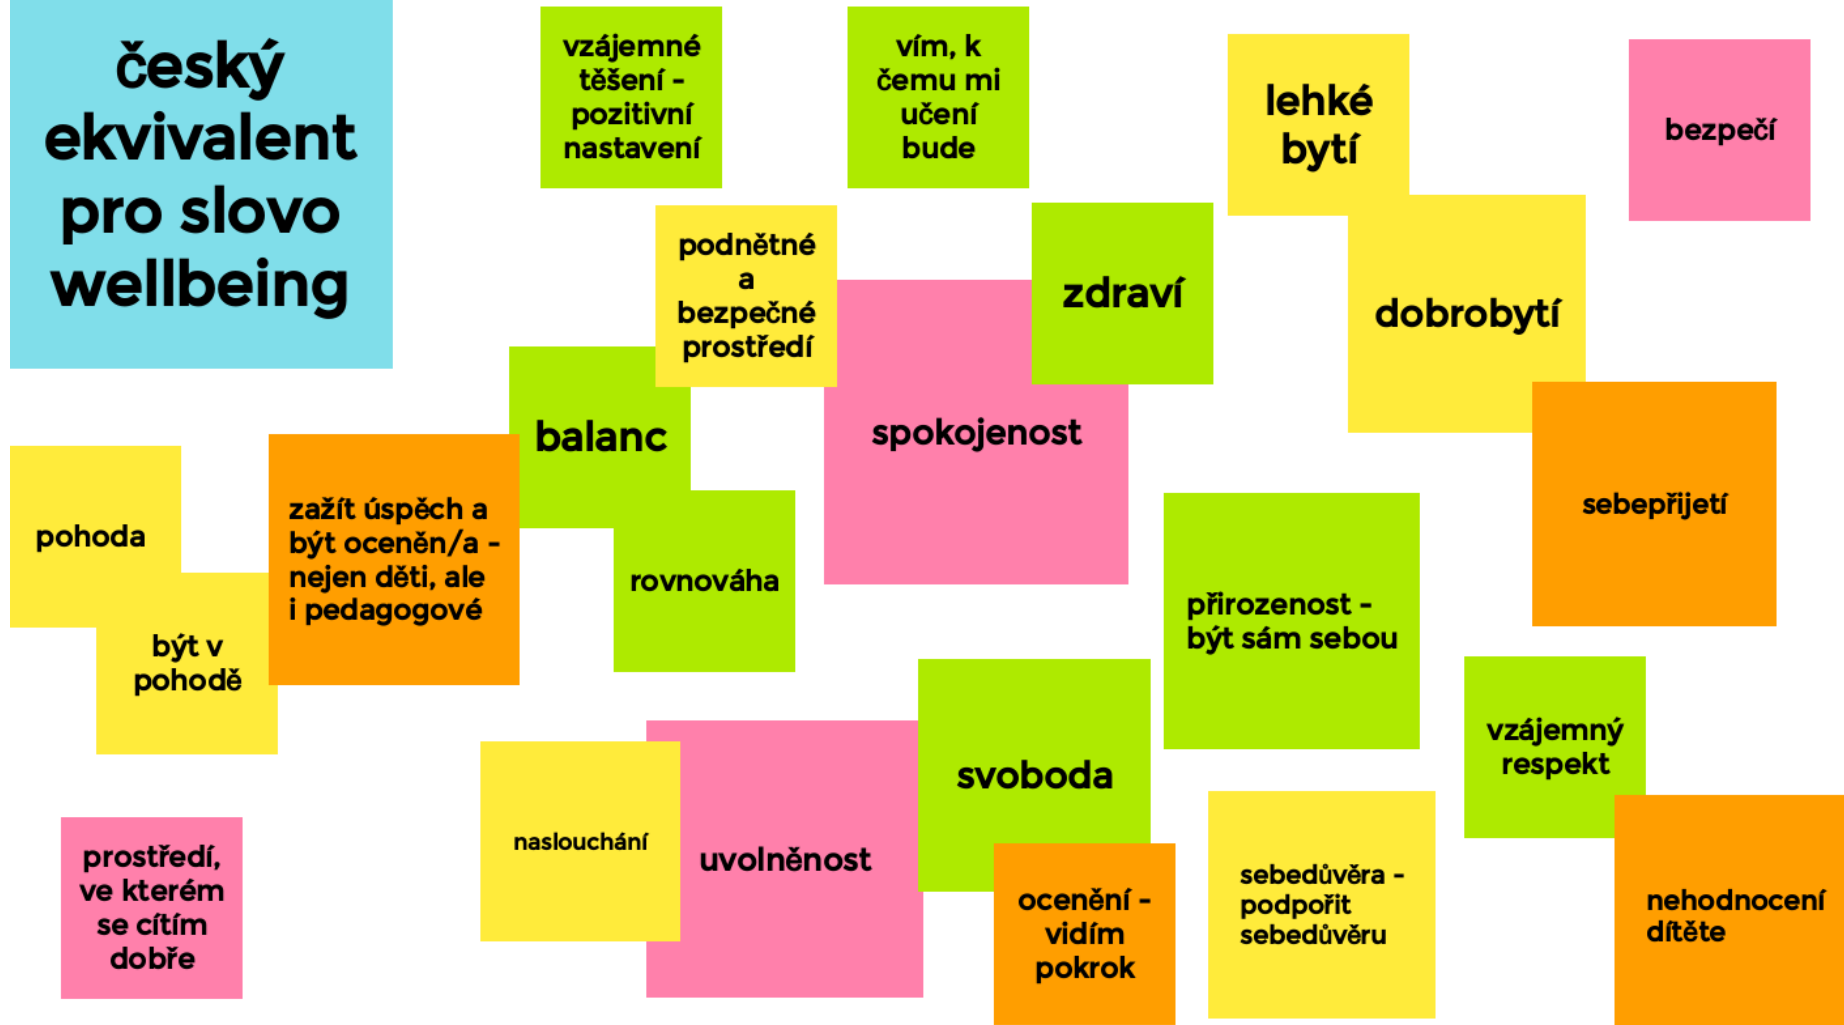 český
ekvivalent
pro slovo
wellbeing
vzájemné
těšení -
pozitivní
nastavení
vím, k
čemu mi
učení
bude
lehké
bytí
bezpečí
podnětné
a
bezpečné
prostředí
zdraví
dobrobytí
balanc
spokojenost
sebepřijetí
pohoda
zažít úspěch a
být oceněn/a -
nejen děti, ale
i pedagogové
rovnováha
přirozenost -
být sám sebou
být v
pohodě
vzájemný
respekt
svoboda
naslouchání
uvolněnost
prostředí,
ve kterém
se cítím
dobře
ocenění -
vidím
pokrok
sebedůvěra -
podpořit
sebedůvěru
nehodnocení
dítěte